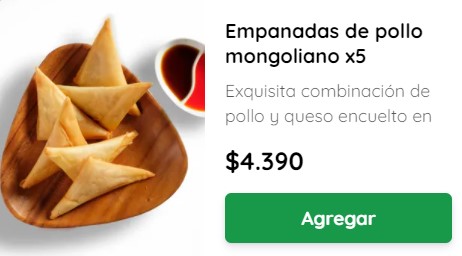 Empanadas de pollo
mongoliano x5
Exquisita combinación de
pollo y queso encuelto en
$4.390
Agregar